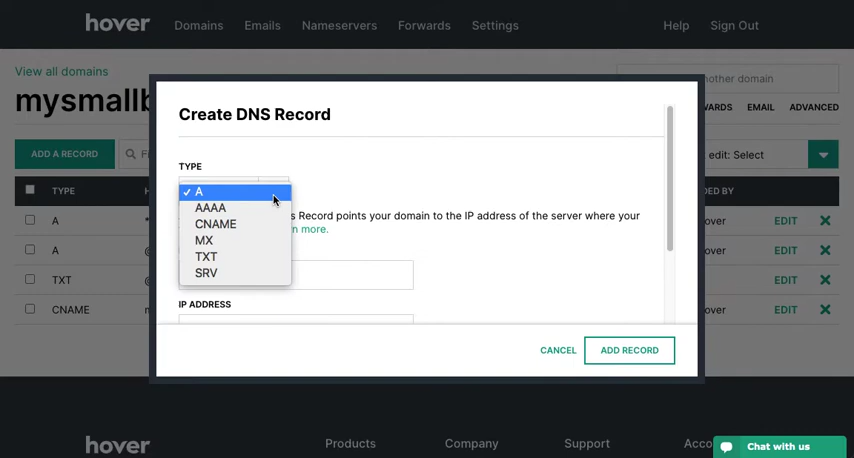 hover Domains Emails Nameservers Forwards Settings Help Sign Out
View all domains
mysmallb
nother domain
WARDS EMAIL ADVANCED
Create DNS Record
ADD A RECORD
edit: Select
TYPE
TYPE
DED BY
✓ A
AAAA
CNAME
MX
TXT
SRV
s Record points your domain to the IP address of the server where your
n more.
IP ADDRESS
A over EDIT
A over EDIT
TXT over EDIT
CNAME over EDIT
CANCEL ADD RECORD
hover Products Company Support Acco
Chat with us